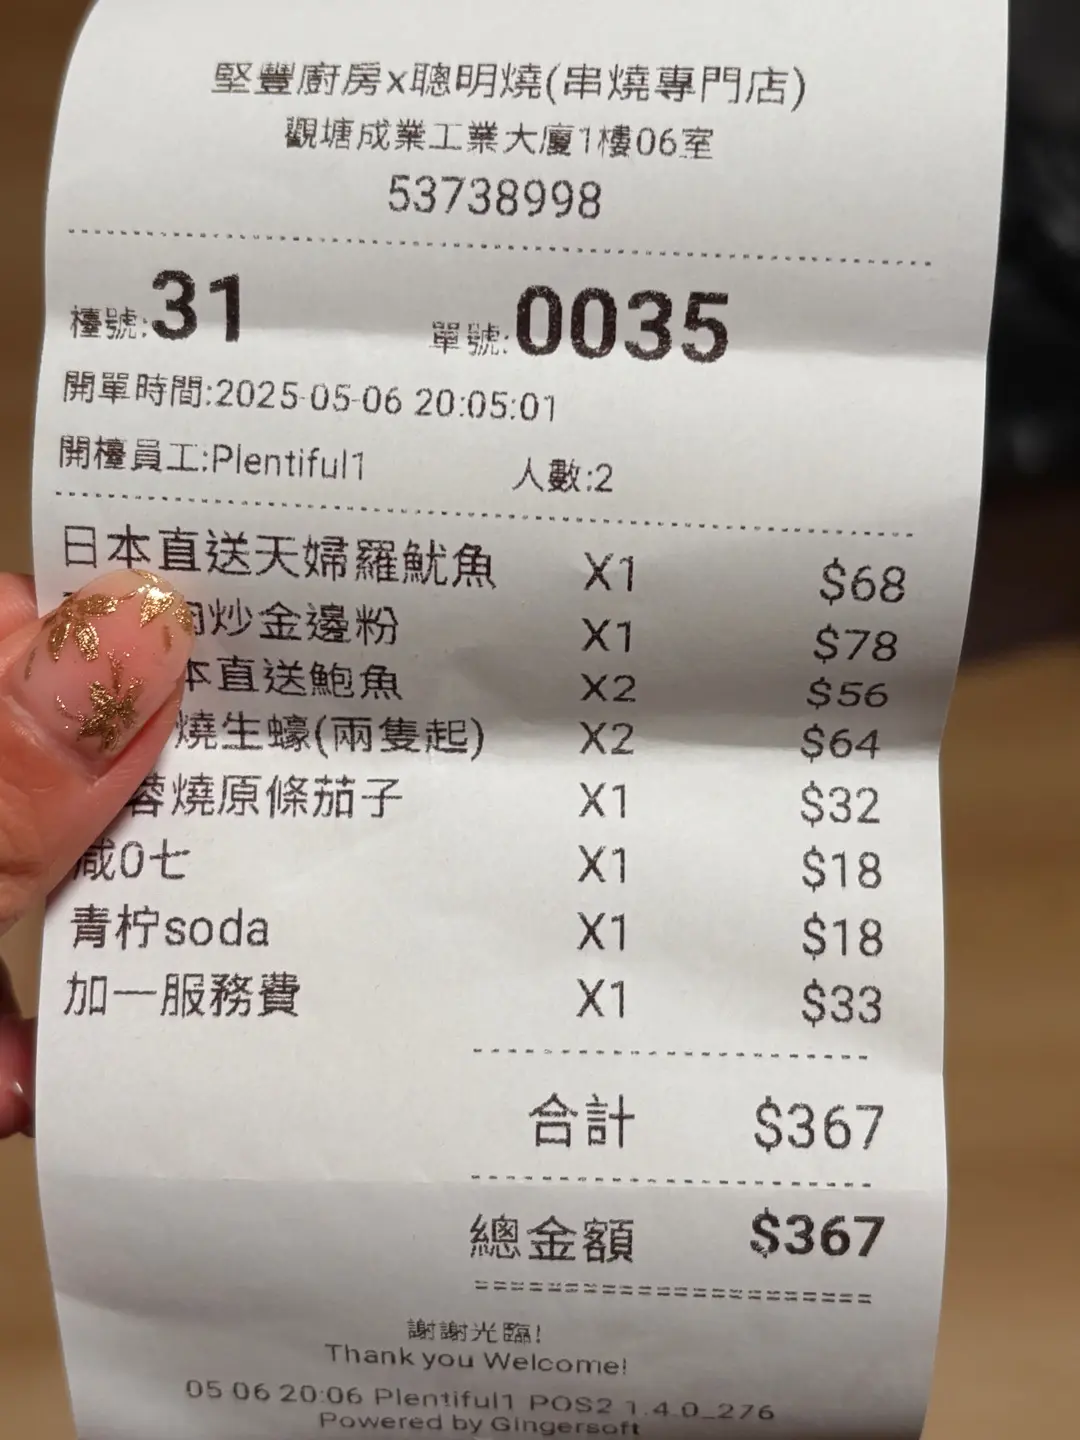 堅豐廚房x聰明燒(串燒專門店)
觀塘成業工業大廈1樓06室
53738998
檯號:31 單號:0035
開單時間:2025-05-06 20:05:01
開檯員工:Plentiful1 人數:2
日本直送天婦羅魷魚 X1 $68
肉炒金邊粉 X1 $78
本直送鮑魚 X2 $56
燒生蠔(兩隻起) X2 $64
蓉燒原條茄子 X1 $32
咸0七 X1 $18
青柠soda X1 $18
加一服務費 X1 $33
合計 $367
總金額 $367
謝謝光臨!
Thank you Welcome!
05 06 20:06 Plentiful1 POS2 1.4.0_276
Powered by Gingersoft